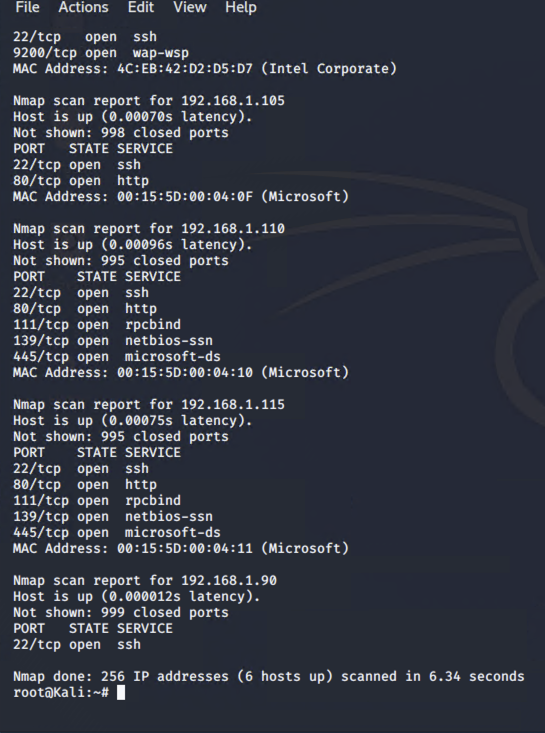 File Actions Edit View Help
22/tcp   open  ssh
9200/tcp open  wap-wsp
MAC Address: 4C:EB:42:D2:D5:D7 (Intel Corporate)
Nmap scan report for 192.168.1.105
Host is up (0.00070s latency).
Not shown: 998 closed ports
PORT   STATE SERVICE
22/tcp open  ssh
80/tcp open  http
MAC Address: 00:15:5D:00:04:0F (Microsoft)
Nmap scan report for 192.168.1.110
Host is up (0.00096s latency).
Not shown: 995 closed ports
PORT    STATE SERVICE
22/tcp  open  ssh
80/tcp  open  http
111/tcp open  rpcbind
139/tcp open  netbios-ssn
445/tcp open  microsoft-ds
MAC Address: 00:15:5D:00:04:10 (Microsoft)
Nmap scan report for 192.168.1.115
Host is up (0.00075s latency).
Not shown: 995 closed ports
PORT    STATE SERVICE
22/tcp  open  ssh
80/tcp  open  http
111/tcp open  rpcbind
139/tcp open  netbios-ssn
445/tcp open  microsoft-ds
MAC Address: 00:15:5D:00:04:11 (Microsoft)
Nmap scan report for 192.168.1.90
Host is up (0.000012s latency).
Not shown: 999 closed ports
PORT   STATE SERVICE
22/tcp open  ssh
Nmap done: 256 IP addresses (6 hosts up) scanned in 6.34 seconds
root@Kali:~#